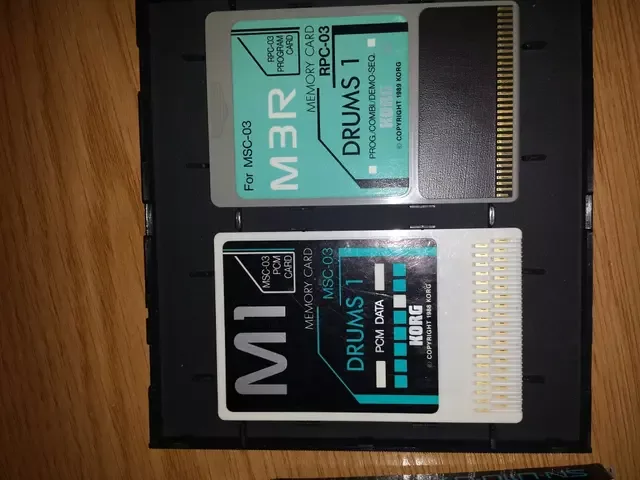 M3R
For MSC-03
RPC-03
PROGRAM
CARD
MEMORY CARD
RPC-03
DRUMS 1
PROG./COMBI./DEMO-SEQ.
KORG
© COPYRIGHT 1989 KORG
M1
MSC-03
PCM
CARD
MEMORY CARD
MSC-03
DRUMS 1
PCM DATA
KORG
© COPYRIGHT 1988 KORG